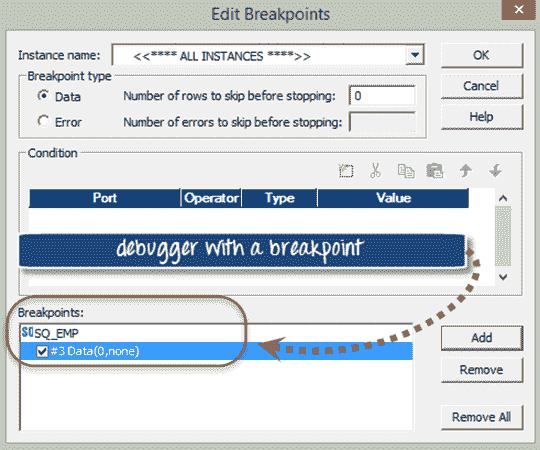 Edit Breakpoints
Instance name: <<**** ALL INSTANCES ****>> OK
Breakpoint type
Data Number of rows to skip before stopping: 0 Cancel
Error Number of errors to skip before stopping: Help
Condition
Port Operator Type Value
debugger with a breakpoint
Breakpoints:
SQ SQ_EMP
#3 Data(0,none) Add
Remove
Remove All